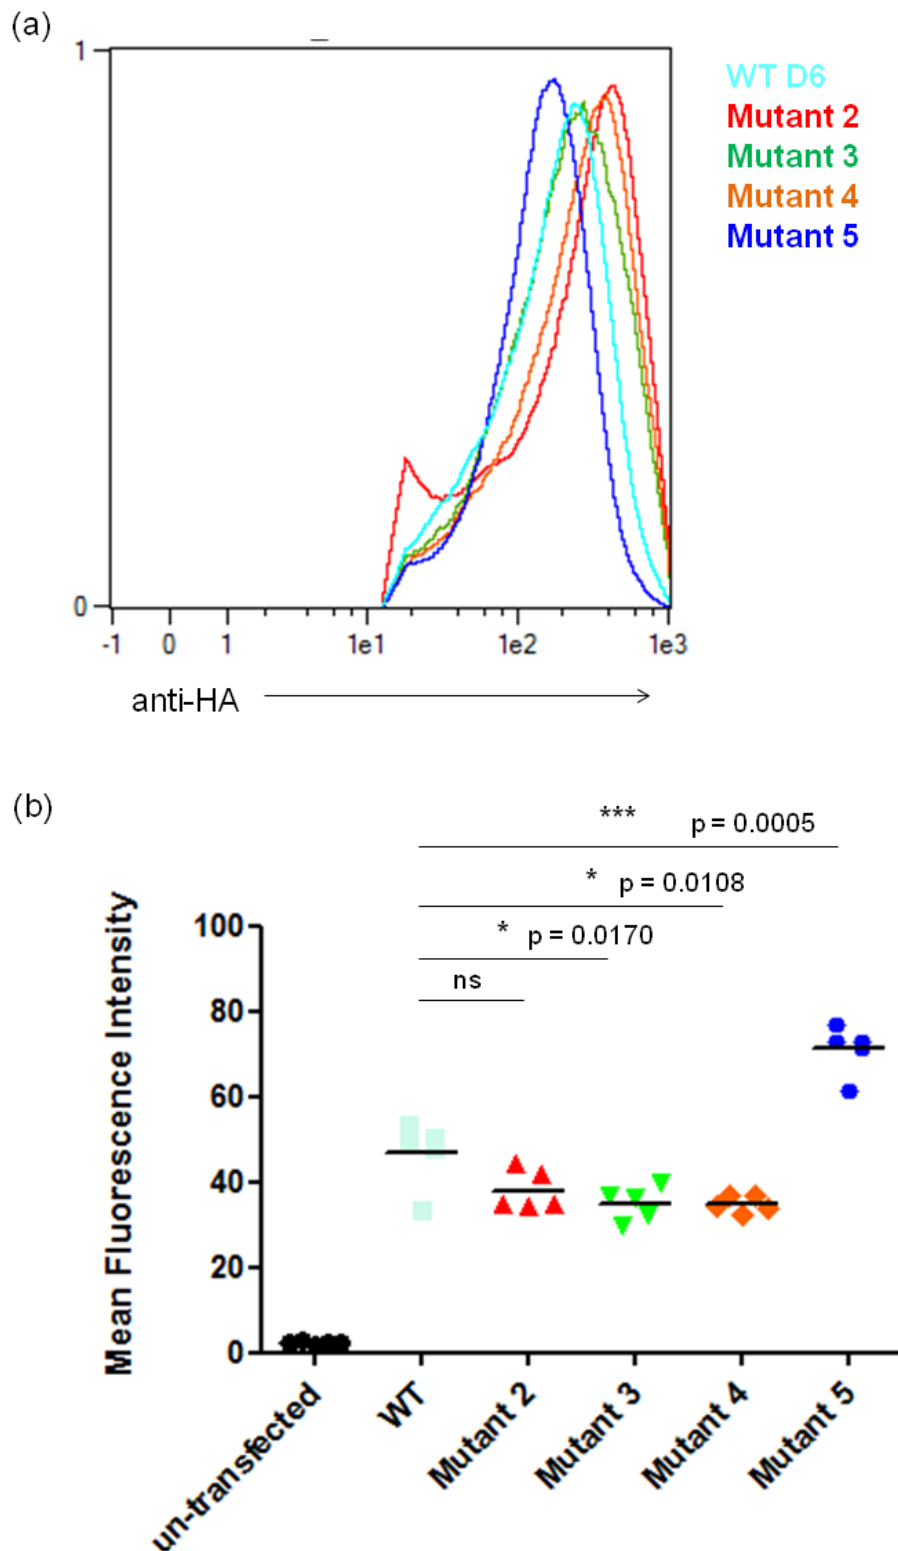 (a)
1
0
-1 0 1 1e1 1e2 1e3
anti-HA
WT D6
Mutant 2
Mutant 3
Mutant 4
Mutant 5
(b)
*** p = 0.0005
* p = 0.0108
* p = 0.0170
ns
Mean Fluorescence Intensity
100
80
60
40
20
0
un-transfected
WT
Mutant 2
Mutant 3
Mutant 4
Mutant 5